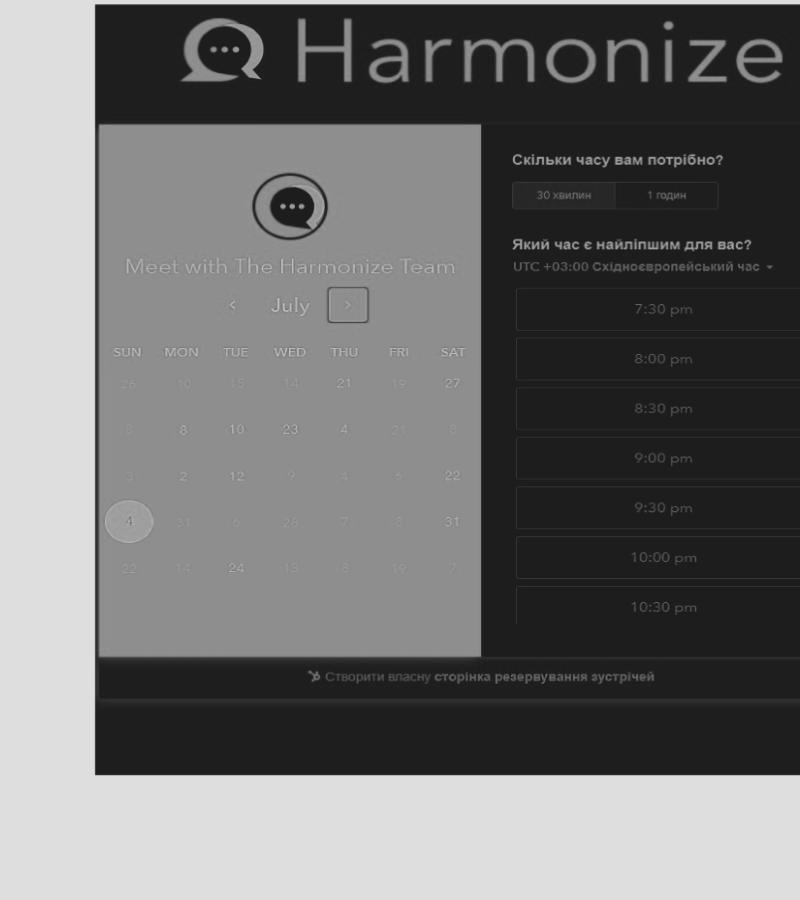 Harmonize
Meet with The Harmonize Team
July
SUN MON TUE WED THU FRI SAT
26 10 15 14 21 19 27
8 8 10 23 4 21 8
3 2 12 9 4 6 22
4 31 6 28 7 8 31
22 14 24 13 8 19 7
Скільки часу вам потрібно?
30 хвилин 1 годин
Який час є найліпшим для вас?
UTC +03:00 Східноєвропейський час
7:30 pm
8:00 pm
8:30 pm
9:00 pm
9:30 pm
10:00 pm
10:30 pm
Створити власну сторінка резервування зустрічей